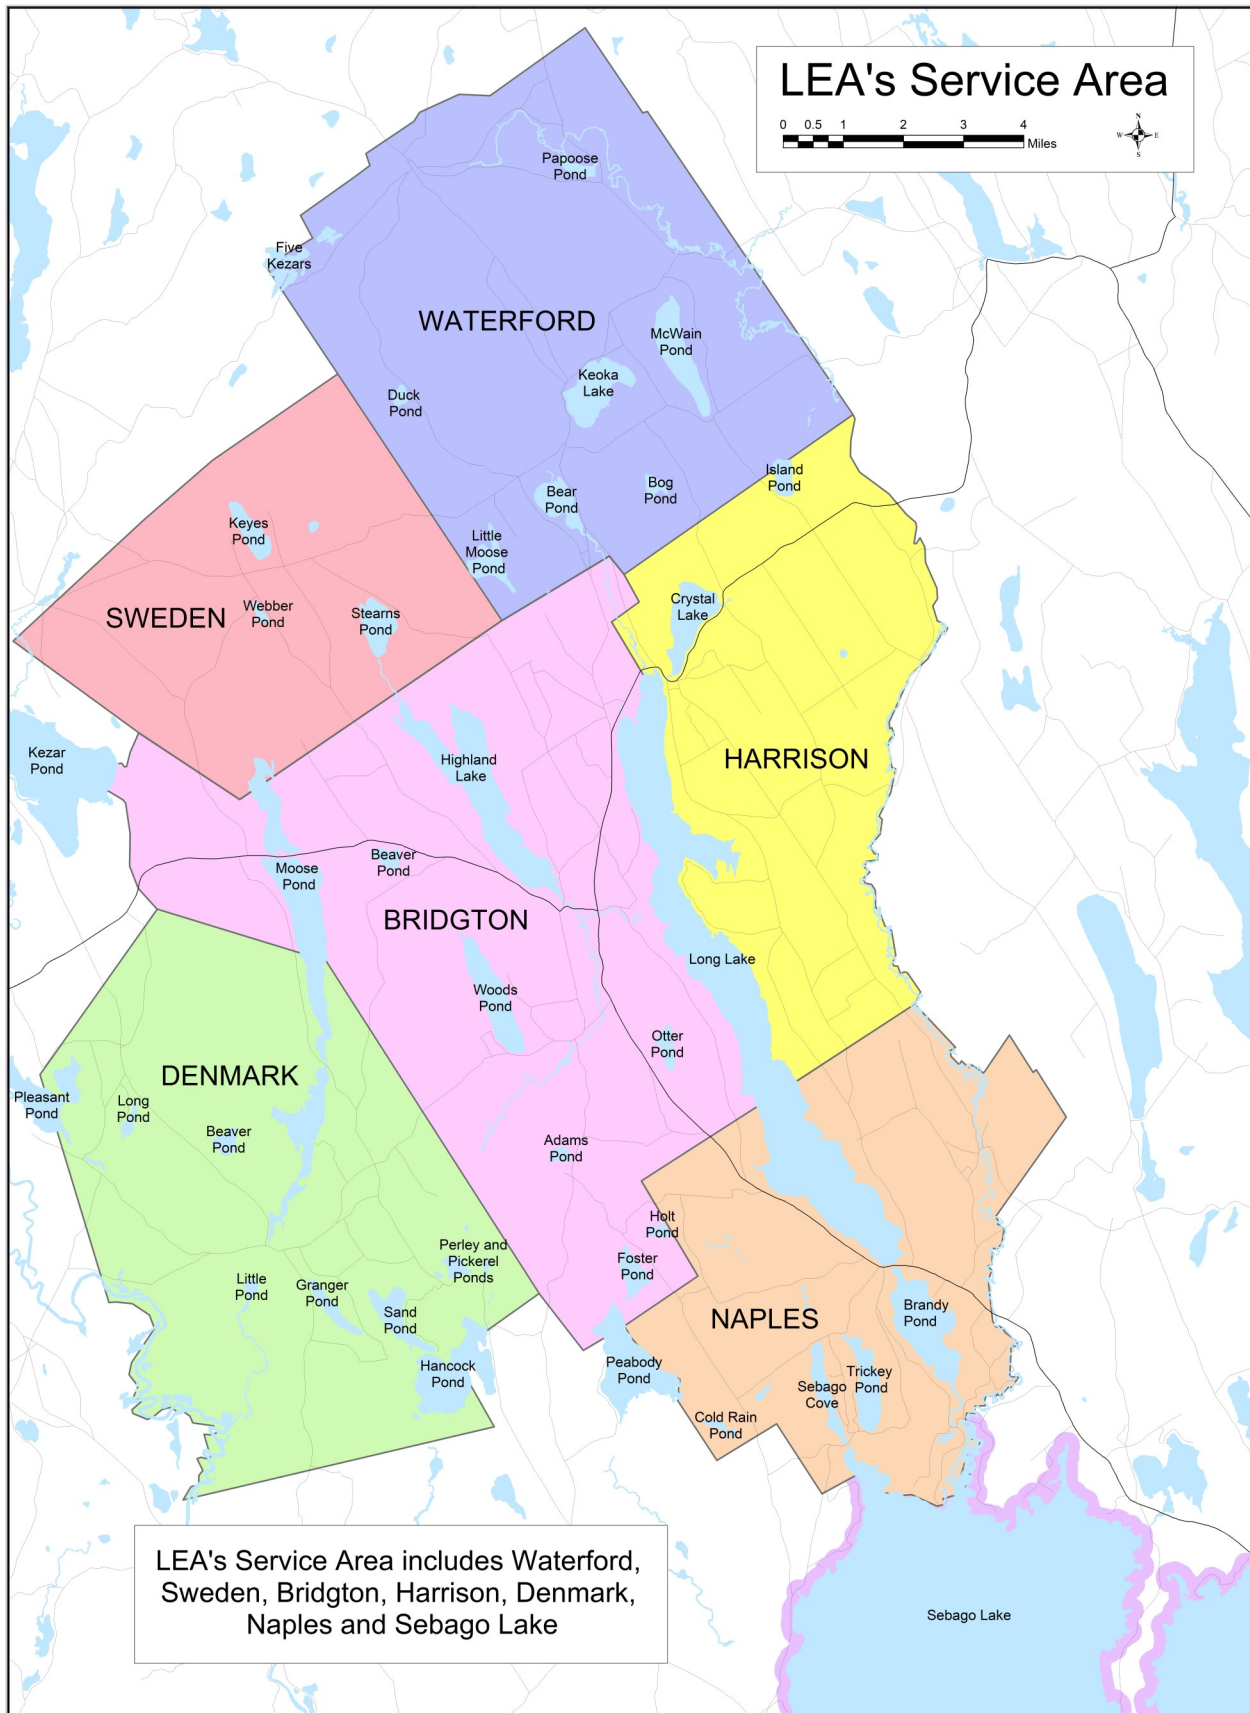 LEA's Service Area
0 0.5 1 2 3 4
Miles
N
W E
S
Papoose
Pond
Five
Kezars
WATERFORD
McWain
Pond
Keoka
Lake
Duck
Pond
Island
Pond
Bog
Pond
Bear
Pond
Little
Moose
Pond
Keyes
Pond
Webber
Pond
Stearns
Pond
SWEDEN
Crystal
Lake
Kezar
Pond
Highland
Lake
HARRISON
Beaver
Pond
Moose
Pond
BRIDGTON
Long Lake
Woods
Pond
Otter
Pond
DENMARK
Pleasant
Pond
Long
Pond
Beaver
Pond
Adams
Pond
Holt
Pond
Foster
Pond
Perley and
Pickerel
Ponds
Little
Pond
Granger
Pond
Sand
Pond
Hancock
Pond
NAPLES
Brandy
Pond
Peabody
Pond
Sebago
Cove
Trickey
Pond
Cold Rain
Pond
LEA's Service Area includes Waterford,
Sweden, Bridgton, Harrison, Denmark,
Naples and Sebago Lake
Sebago Lake